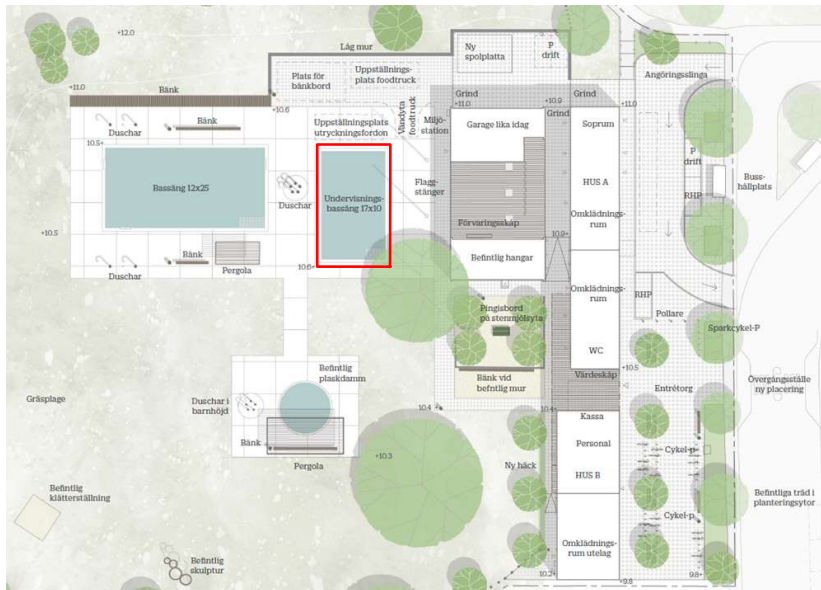 +12.0
Låg mur
Ny
spolplatta
P
drift
Angöringsslinga
+11.0
Bänk
Plats för
bänkbord
Uppställnings-
plats foodtruck
Grind
+11.0
+10.9
Grind
Grind
+11.0
+10.6
Duschar
Bänk
Uppställningsplats
utryckningsfordon
Vändyta
foodtruck
Miljö-
station
Garage lika idag
Soprum
+10.5
Bassäng 12x25
Duschar
Undervisnings-
bassäng 17x10
Flagg-
stänger
HUS A
P
drift
Buss-
hållplats
RHP
Förvaringsskåp
Omklädnings-
rum
+10.5
+10.9
Bänk
Duschar
Pergola
+10.6
Befintlig hangar
Omklädnings-
rum
RHP
Pingisbord
på stenmjölsyta
Pollare
Sparkcykel-P
WC
Befintlig
plaskdamm
Bänk vid
befntlig mur
Värdeskåp
+10.5
Entrétorg
Övergångsställe
ny placering
Gräsplage
Duschar i
barnhöjd
10.4
10.4
Kassa
Personal
Bänk
Cykel-p
+10.3
Pergola
Ny häck
HUS B
Befintlig
klätterställning
Befintliga träd i
planteringsytor
Cykel-p
Omklädnings-
rum utelag
Befintlig
skulptur
10.2
+9.8
9.8